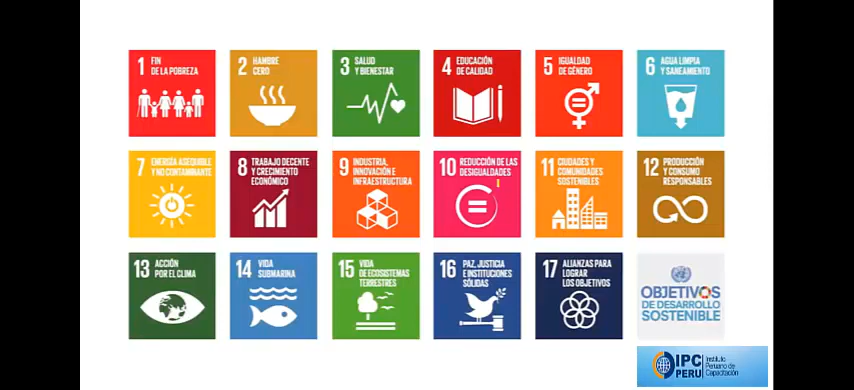 1 FIN
DE LA POBREZA
2 HAMBRE
CERO
3 SALUD
Y BIENESTAR
4 EDUCACIÓN
DE CALIDAD
5 IGUALDAD
DE GÉNERO
6 AGUA LIMPIA
Y SANEAMIENTO
7 ENERGÍA ASEQUIBLE
Y NO CONTAMINANTE
8 TRABAJO DECENTE
Y CRECIMIENTO
ECONÓMICO
9 INDUSTRIA,
INNOVACIÓN E
INFRAESTRUCTURA
10 REDUCCIÓN DE LAS
DESIGUALDADES
11 CIUDADES Y
COMUNIDADES
SOSTENIBLES
12 PRODUCCIÓN
Y CONSUMO
RESPONSABLES
13 ACCIÓN
POR EL CLIMA
14 VIDA
SUBMARINA
15 VIDA
DE ECOSISTEMAS
TERRESTRES
16 PAZ, JUSTICIA
E INSTITUCIONES
SÓLIDAS
17 ALIANZAS PARA
LOGRAR
LOS OBJETIVOS
OBJETIVOS
DE DESARROLLO
SOSTENIBLE
IPC
PERU
Instituto
Peruano de
Capacitación